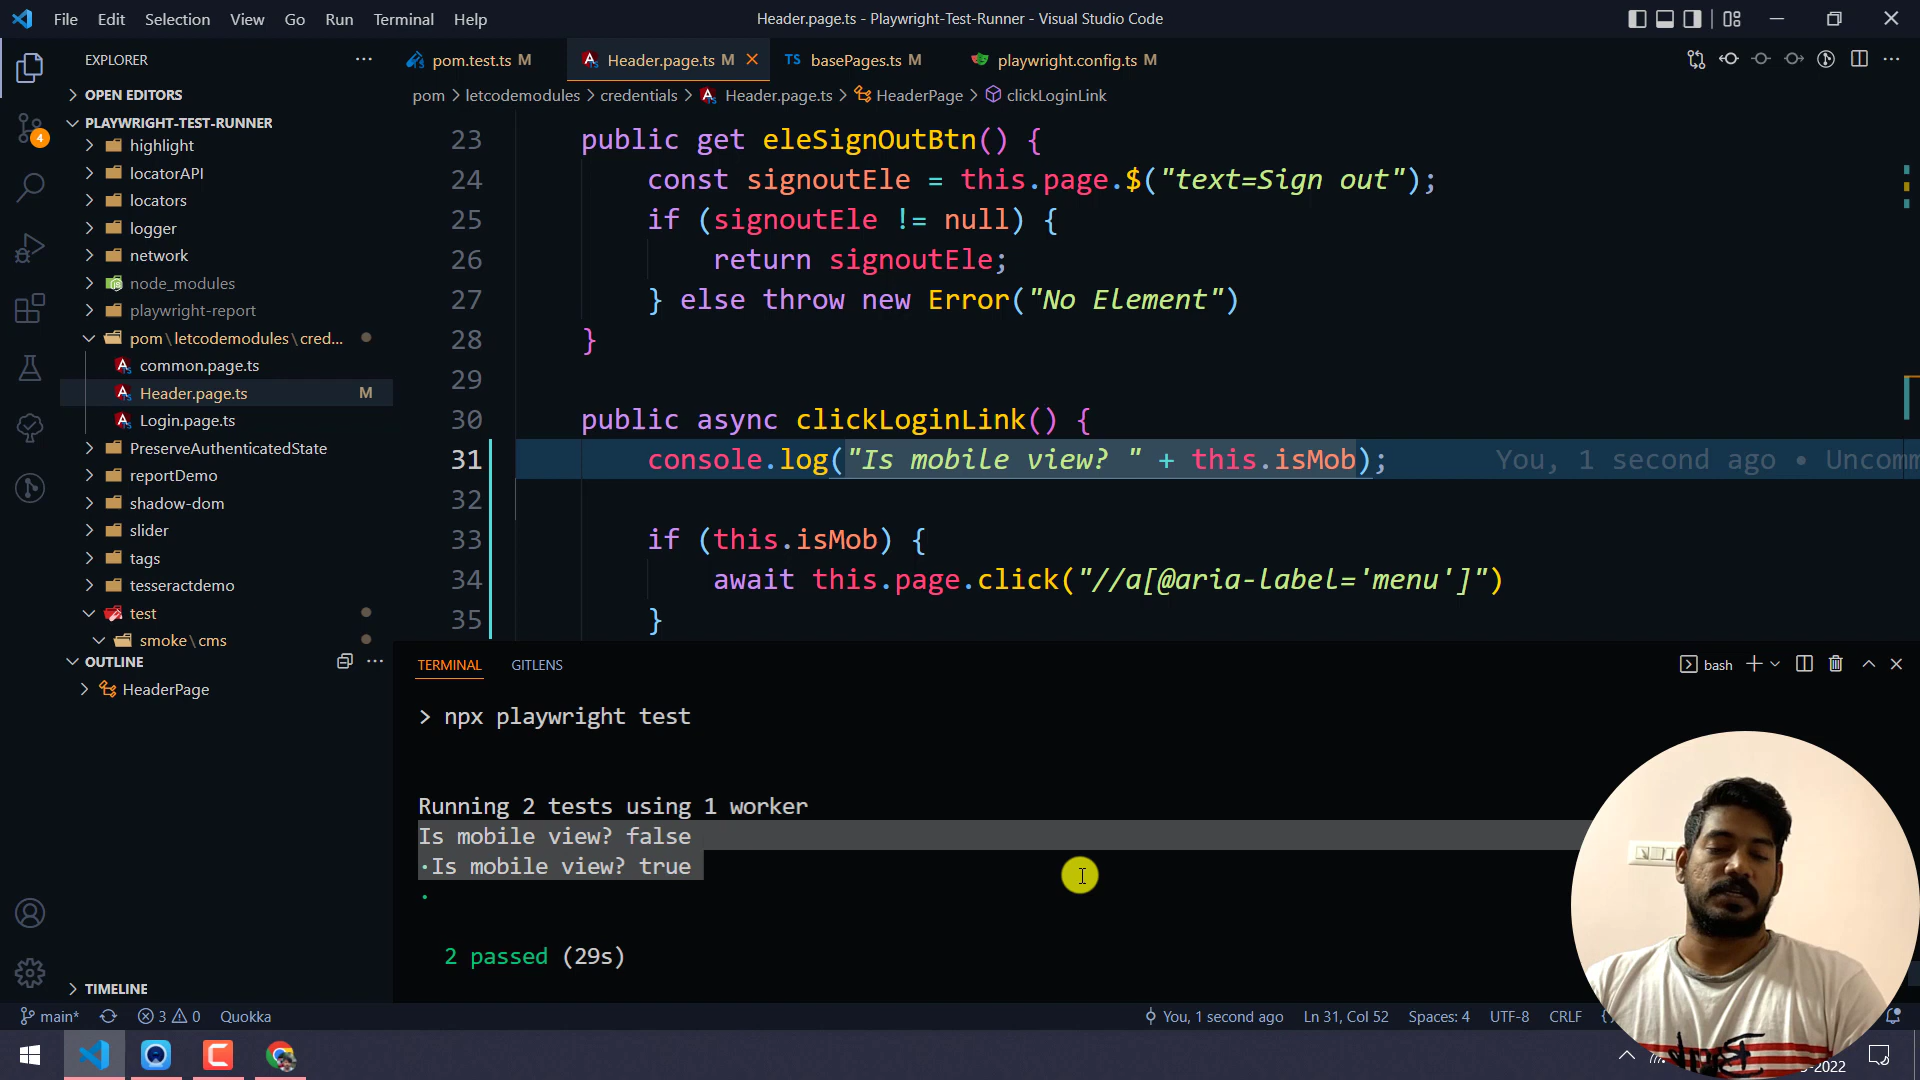 File Edit Selection View Go Run Terminal Help
Header.page.ts - Playwright-Test-Runner - Visual Studio Code
EXPLORER
pom.test.ts M
Header.page.ts M
TS basePages.ts M
playwright.config.ts M
OPEN EDITORS
pom > letcodemodules > credentials > Header.page.ts > HeaderPage > clickLoginLink
PLAYWRIGHT-TEST-RUNNER
highlight
locatorAPI
locators
logger
network
node_modules
playwright-report
pom\letcodemodules\cred...
common.page.ts
Header.page.ts M
Login.page.ts
PreserveAuthenticatedState
reportDemo
shadow-dom
slider
tags
tesseractdemo
test
smoke\cms
OUTLINE
HeaderPage
TIMELINE
4
23 public get eleSignOutBtn() {
24 const signoutEle = this.page.$("text=Sign out");
25 if (signoutEle != null) {
26 return signoutEle;
27 } else throw new Error("No Element")
28 }
29
30 public async clickLoginLink() {
31 console.log("Is mobile view? " + this.isMob); You, 1 second ago • Uncomm
32
33 if (this.isMob) {
34 await this.page.click("//a[@aria-label='menu']")
35 }
TERMINAL GITLENS
bash
> npx playwright test
Running 2 tests using 1 worker
Is mobile view? false
·Is mobile view? true
·
2 passed (29s)
main* 3 0 Quokka
You, 1 second ago Ln 31, Col 52 Spaces: 4 UTF-8 CRLF {
-2022